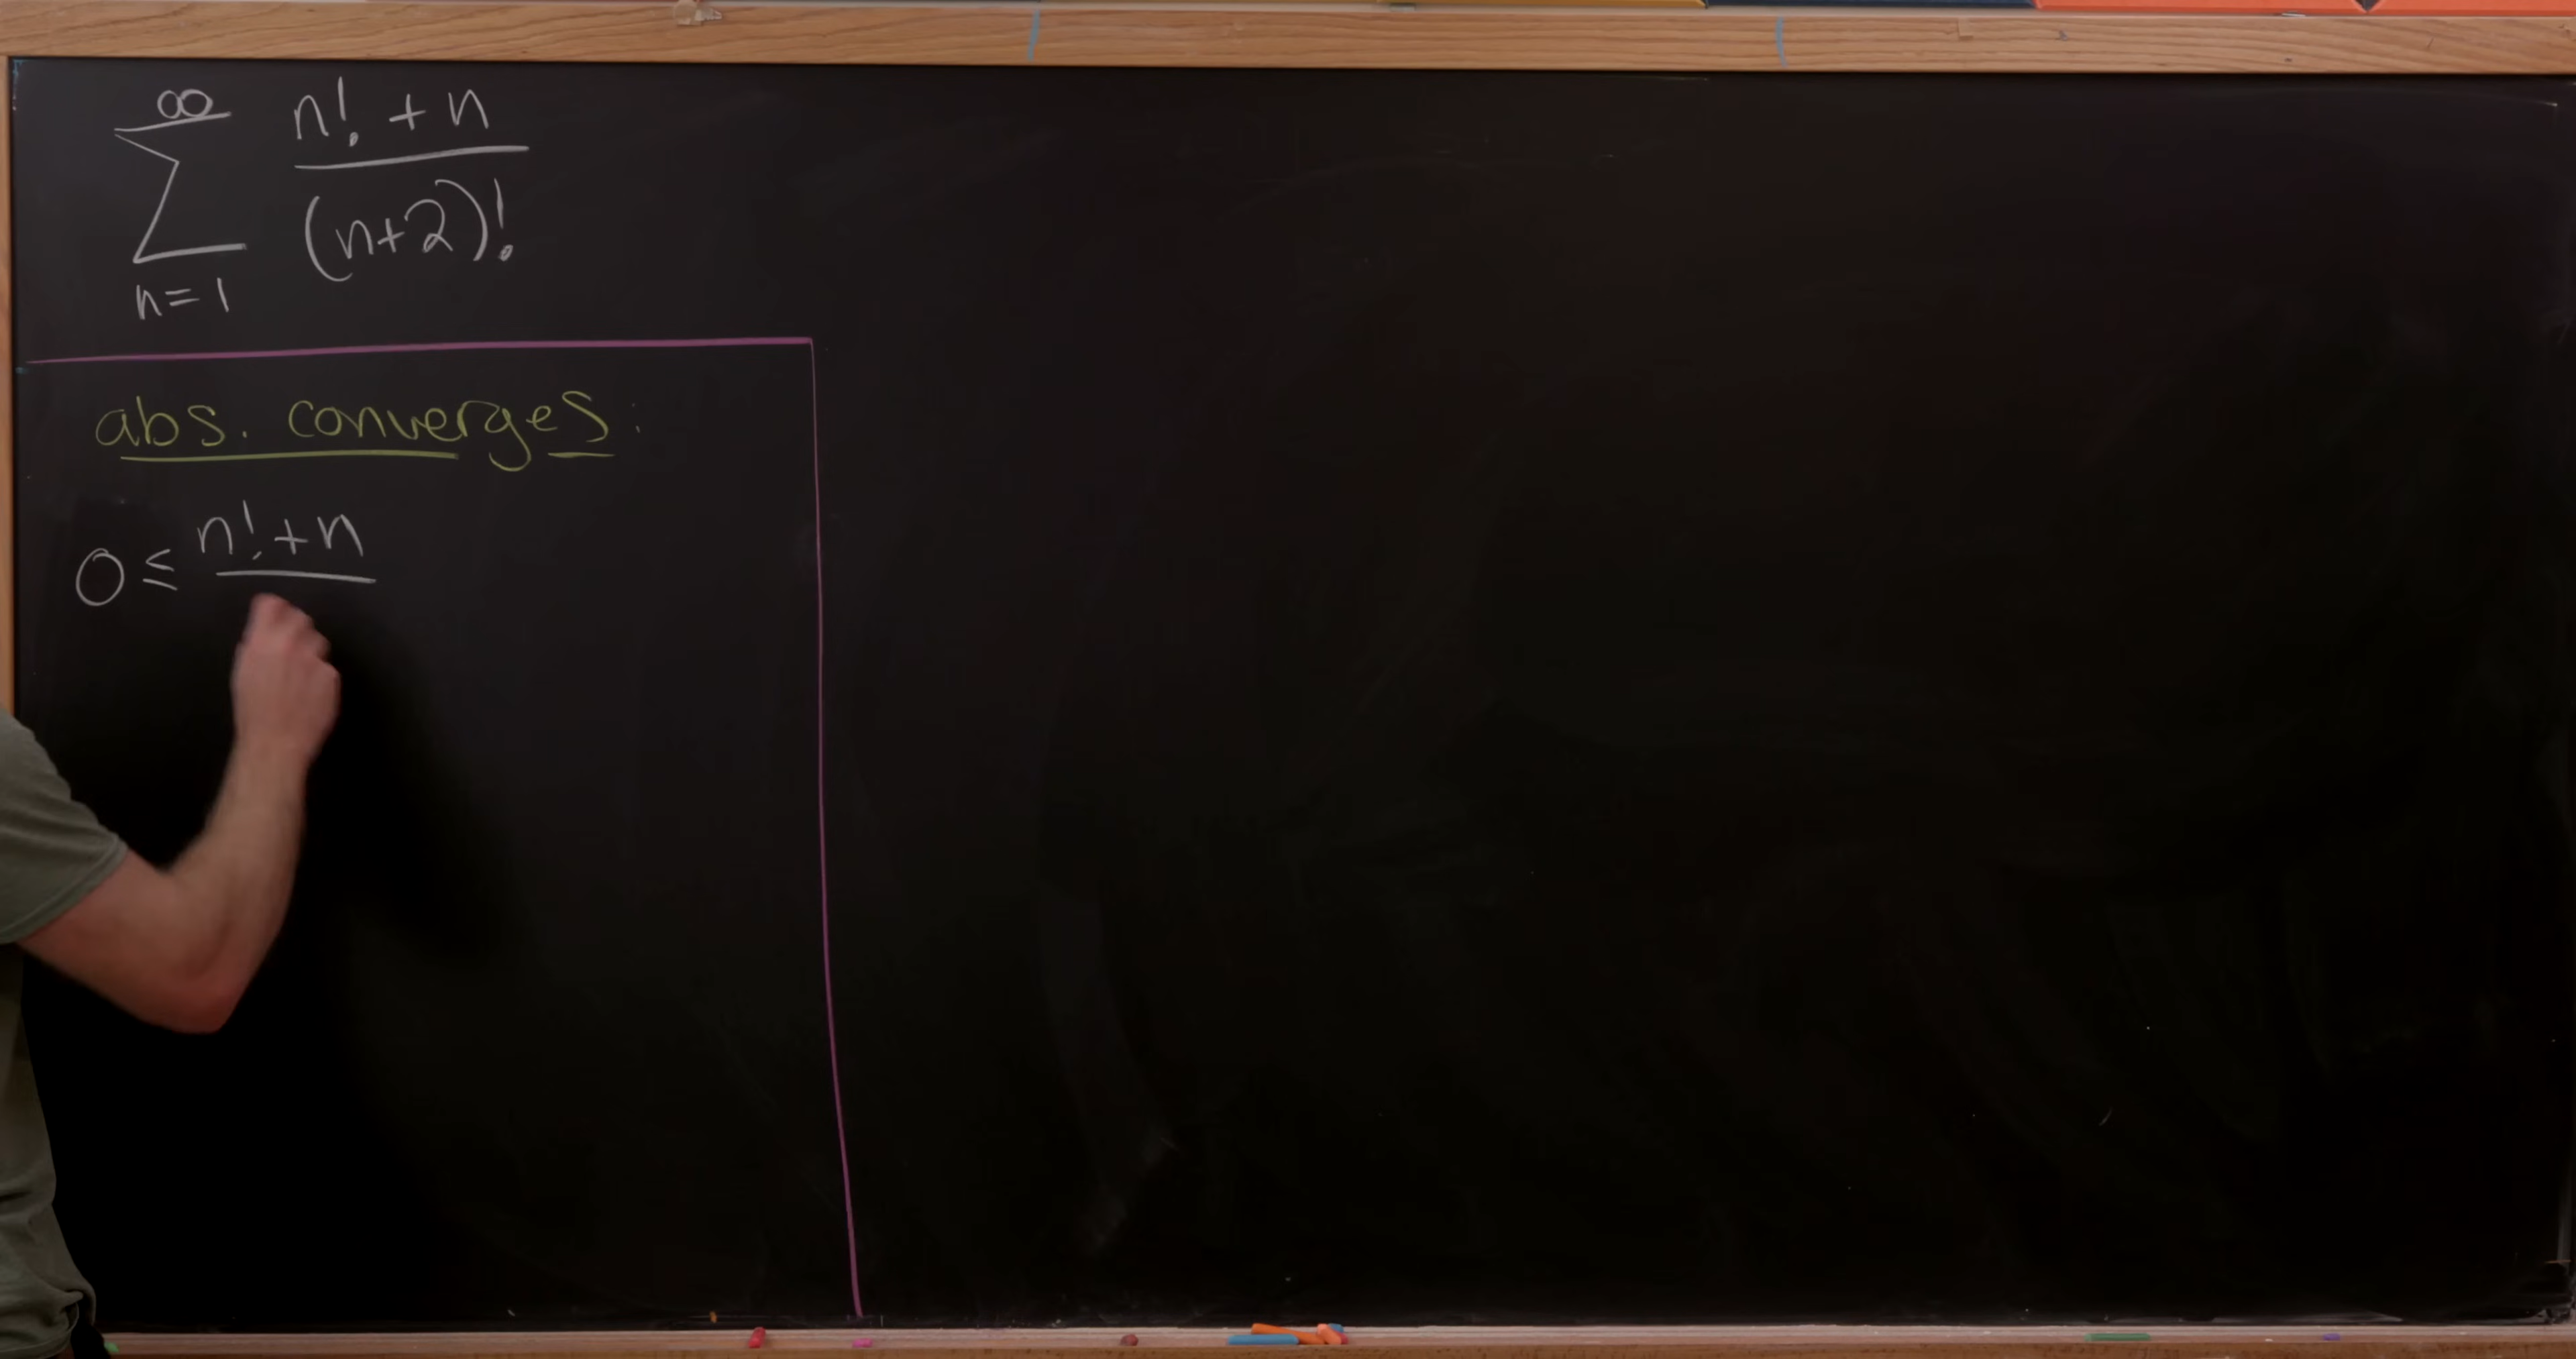 ∞
∑ (n! + n)/((n+2)!)
n=1
abs. converges:
0 ≤ n! + n